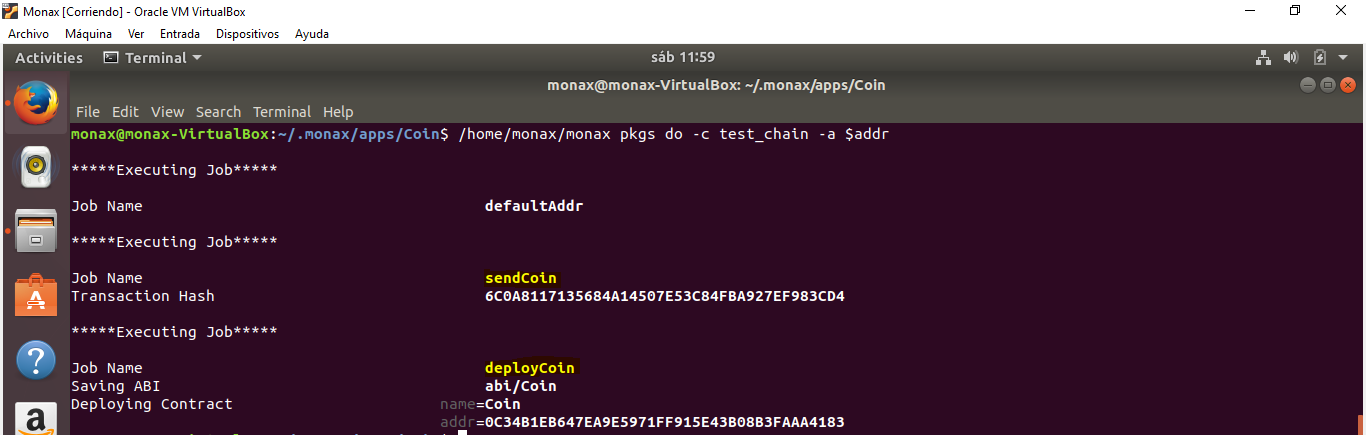 Monax [Corriendo] - Oracle VM VirtualBox
Archivo Máquina Ver Entrada Dispositivos Ayuda
Activities Terminal sáb 11:59
monax@monax-VirtualBox: ~/.monax/apps/Coin
File Edit View Search Terminal Help
monax@monax-VirtualBox:~/.monax/apps/Coin$ /home/monax/monax pkgs do -c test_chain -a $addr
*****Executing Job*****
Job Name defaultAddr
*****Executing Job*****
Job Name sendCoin
Transaction Hash 6C0A8117135684A14507E53C84FBA927EF983CD4
*****Executing Job*****
Job Name deployCoin
Saving ABI abi/Coin
Deploying Contract name=Coin
addr=0C34B1EB647EA9E5971FF915E43B08B3FAAA4183